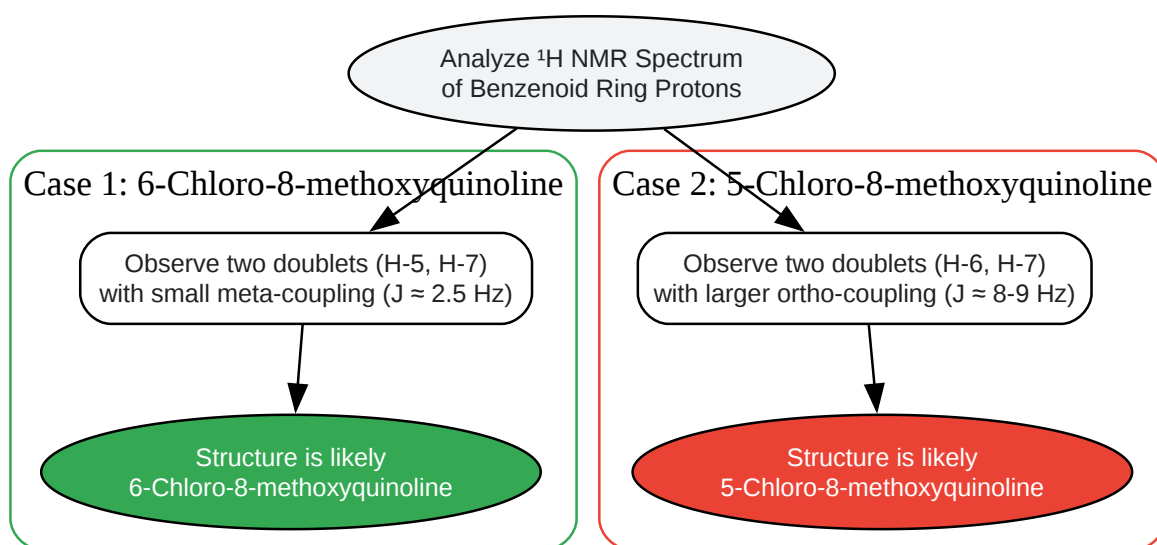 Analyze ¹H NMR Spectrum
of Benzenoid Ring Protons
Case 1: 6-Chloro-8-methoxyquinoline
Case 2: 5-Chloro-8-methoxyquinoline
Observe two doublets (H-5, H-7)
with small meta-coupling (J ≈ 2.5 Hz)
Observe two doublets (H-6, H-7)
with larger ortho-coupling (J ≈ 8-9 Hz)
Structure is likely
6-Chloro-8-methoxyquinoline
Structure is likely
5-Chloro-8-methoxyquinoline